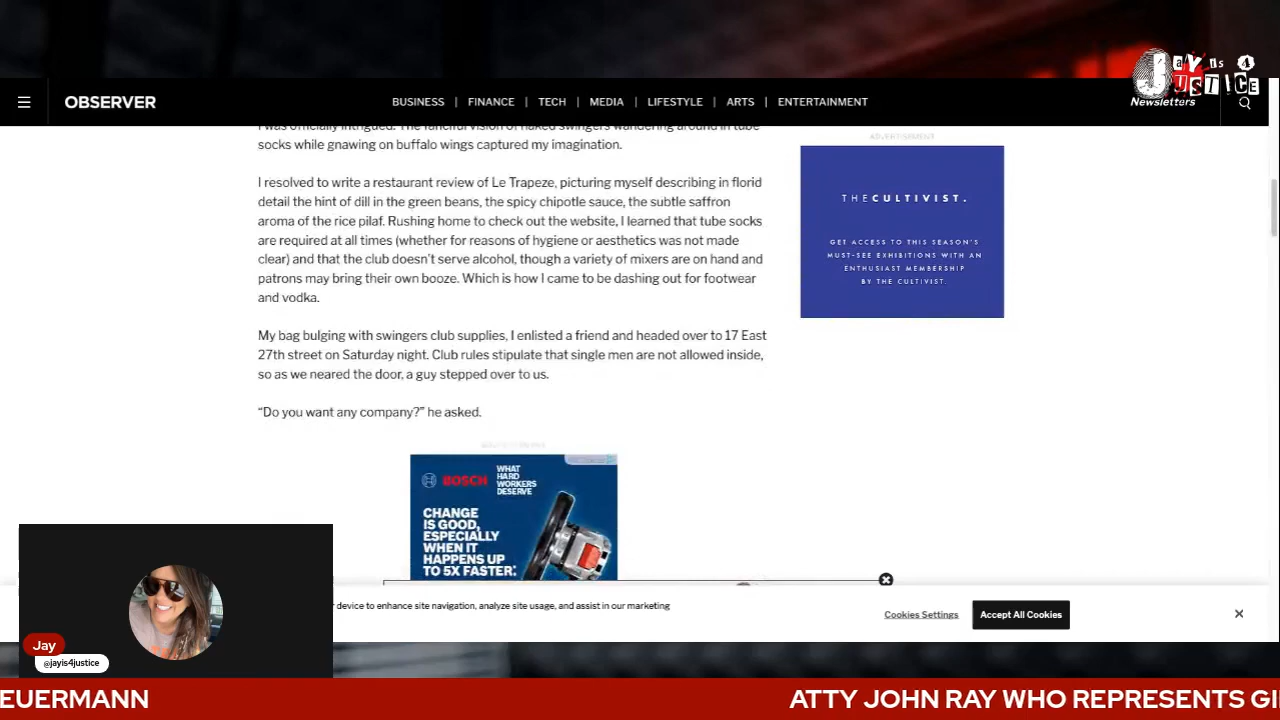 Jay is 4
JUSTICE
Newsletters
OBSERVER
BUSINESS | FINANCE | TECH | MEDIA | LIFESTYLE | ARTS | ENTERTAINMENT
I was officially intrigued. The fanciful vision of naked swingers wandering around in tube
socks while gnawing on buffalo wings captured my imagination.
I resolved to write a restaurant review of Le Trapeze, picturing myself describing in florid
detail the hint of dill in the green beans, the spicy chipotle sauce, the subtle saffron
aroma of the rice pilaf. Rushing home to check out the website, I learned that tube socks
are required at all times (whether for reasons of hygiene or aesthetics was not made
clear) and that the club doesn't serve alcohol, though a variety of mixers are on hand and
patrons may bring their own booze. Which is how I came to be dashing out for footwear
and vodka.
My bag bulging with swingers club supplies, I enlisted a friend and headed over to 17 East
27th street on Saturday night. Club rules stipulate that single men are not allowed inside,
so as we neared the door, a guy stepped over to us.
“Do you want any company?” he asked.
ADVERTISEMENT
THECULTIVIST.
GET ACCESS TO THIS SEASON'S
MUST-SEE EXHIBITIONS WITH AN
ENTHUSIAST MEMBERSHIP
BY THE CULTIVIST.
ADVERTISEMENT
BOSCH
WHAT
HARD
WORKERS
DESERVE
CHANGE
IS GOOD,
ESPECIALLY
WHEN IT
HAPPENS UP
TO 5X FASTER.
device to enhance site navigation, analyze site usage, and assist in our marketing
Cookies Settings
Accept All Cookies
Jay
@jayis4justice
EUERMANN
ATTY JOHN RAY WHO REPRESENTS GI